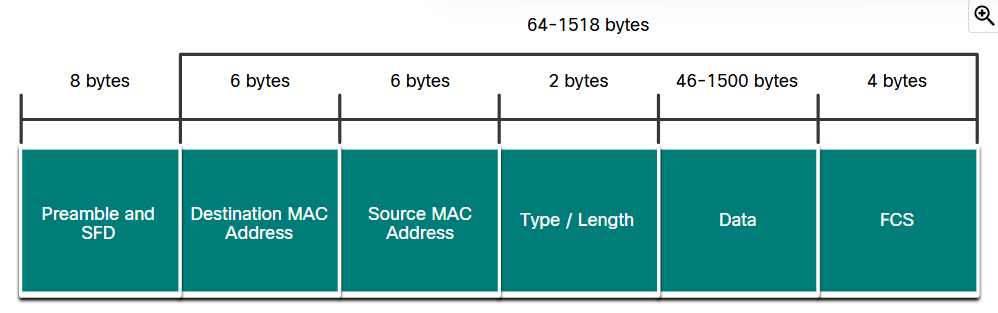 64-1518 bytes
8 bytes
6 bytes
6 bytes
2 bytes
46-1500 bytes
4 bytes
Preamble and
SFD
Destination MAC
Address
Source MAC
Address
Type / Length
Data
FCS